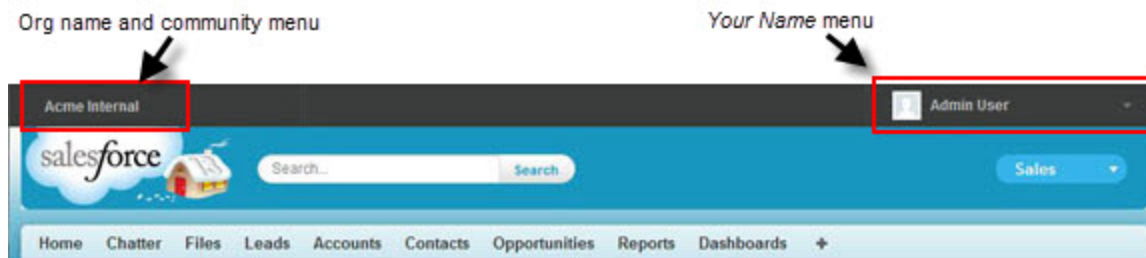 Org name and community menu
Your Name menu
Acme Internal
Admin User
salesforce
Search...
Search
Sales
Home Chatter Files Leads Accounts Contacts Opportunities Reports Dashboards +